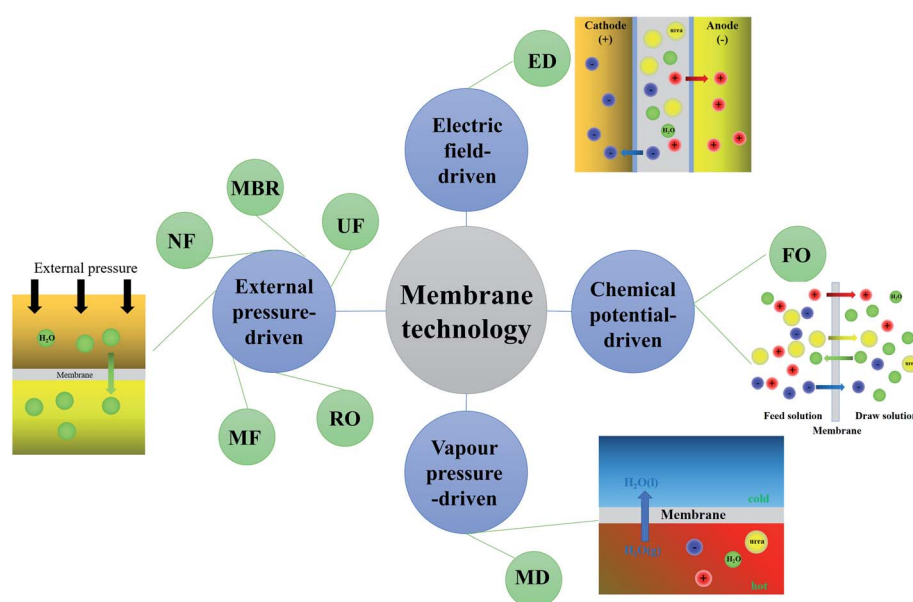 Cathode
(+)
Anode
(-)
urea
H₂O
-
-
-
-
-
-
+
+
+
+
+
+
ED
Electric
field-
driven
MBR
NF
UF
External pressure
H₂O
Membrane
External
pressure-
driven
Membrane
technology
Chemical
potential-
driven
FO
H₂O
urea
+
+
+
+
+
+
-
-
-
-
-
Feed solution
Draw solution
Membrane
MF
RO
Vapour
pressure
-driven
MD
H₂O(l)
cold
Membrane
H₂O(g)
-
+
H₂O
urea
hot